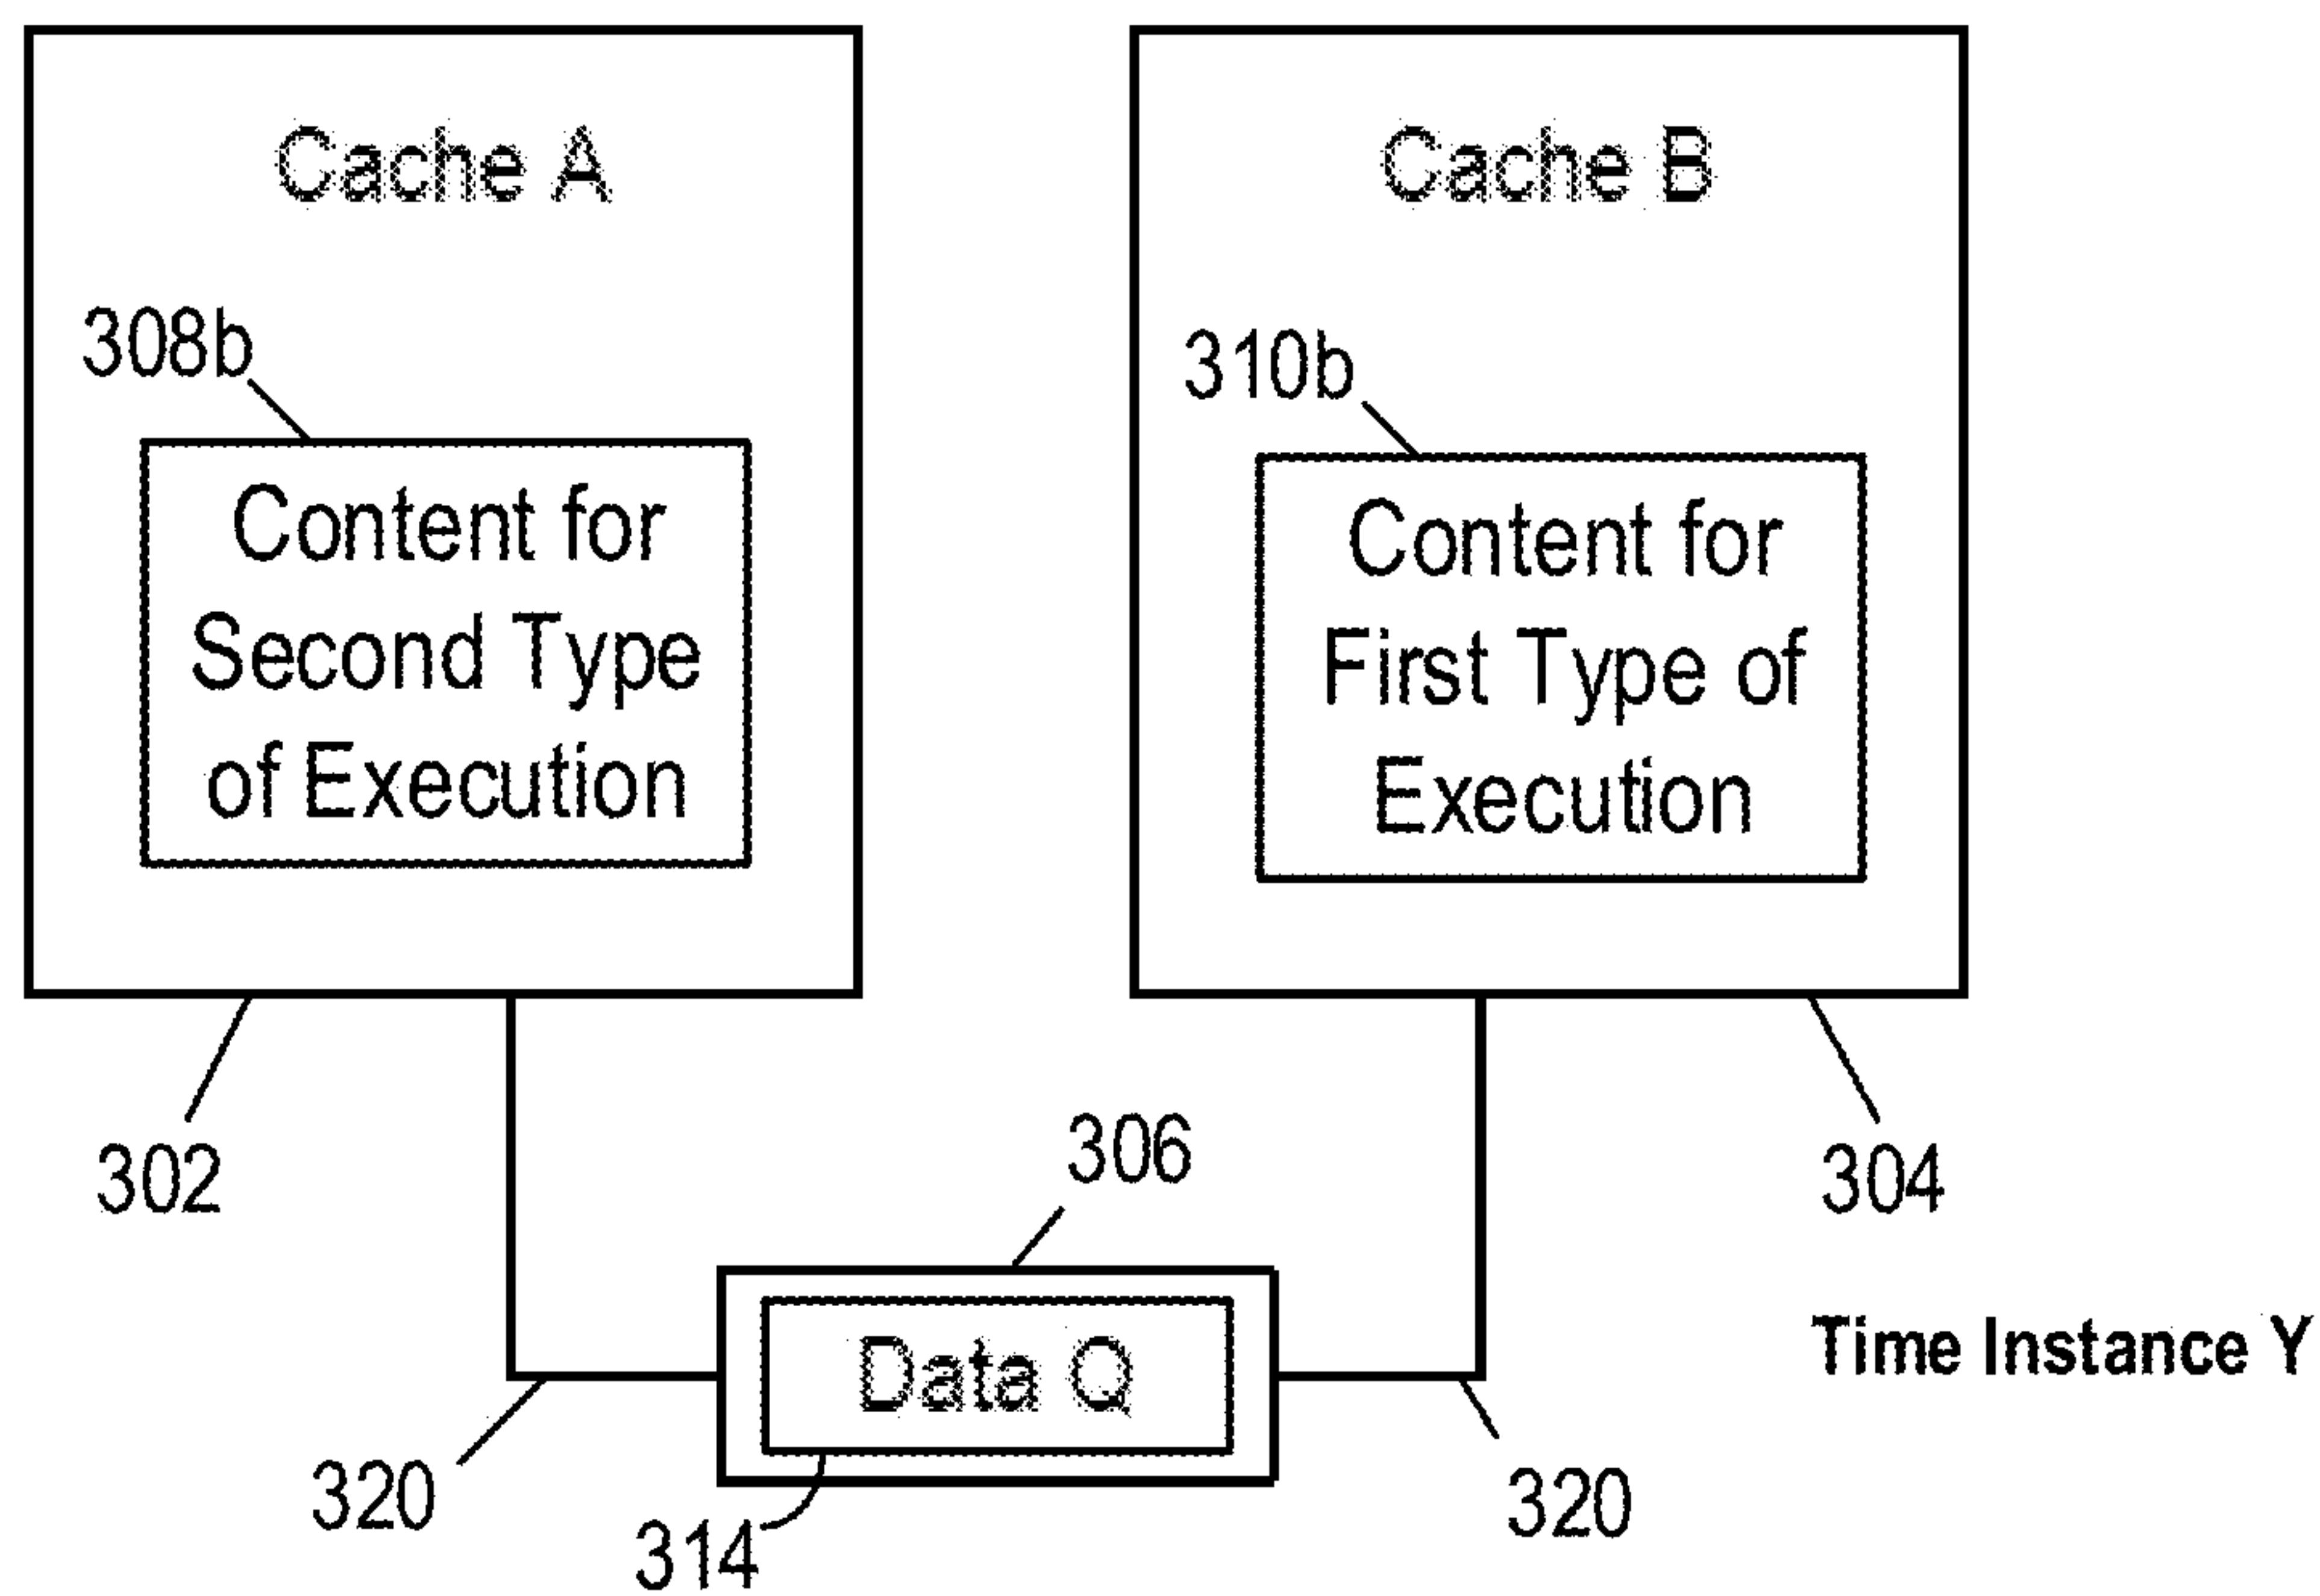 Cache A
Cache B
308b
310b
Content for
Second Type
of Execution
Content for
First Type of
Execution
302
306
304
Data Q
Time Instance Y
320
314
320